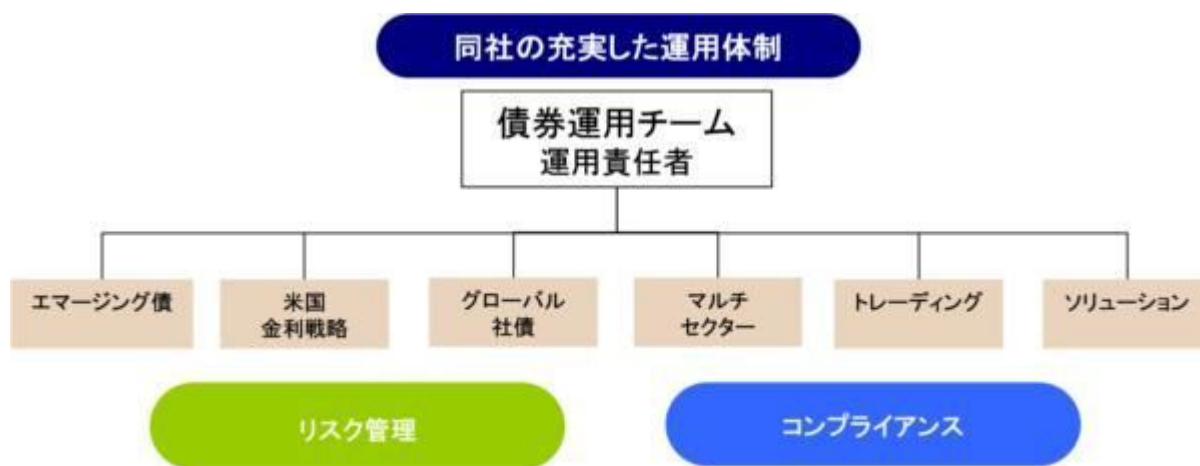 同社の充実した運用体制
債券運用チーム
運用責任者
エマージング債
米国
金利戦略
グローバル
社債
マルチ
セクター
トレーディング
ソリューション
リスク管理
コンプライアンス